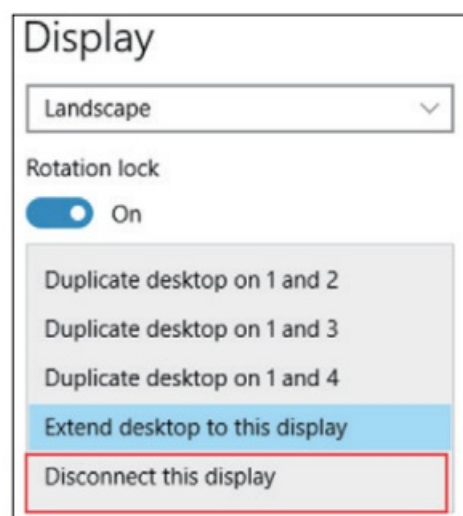 Display
Landscape
Rotation lock
On
Duplicate desktop on 1 and 2
Duplicate desktop on 1 and 3
Duplicate desktop on 1 and 4
Extend desktop to this display
Disconnect this display